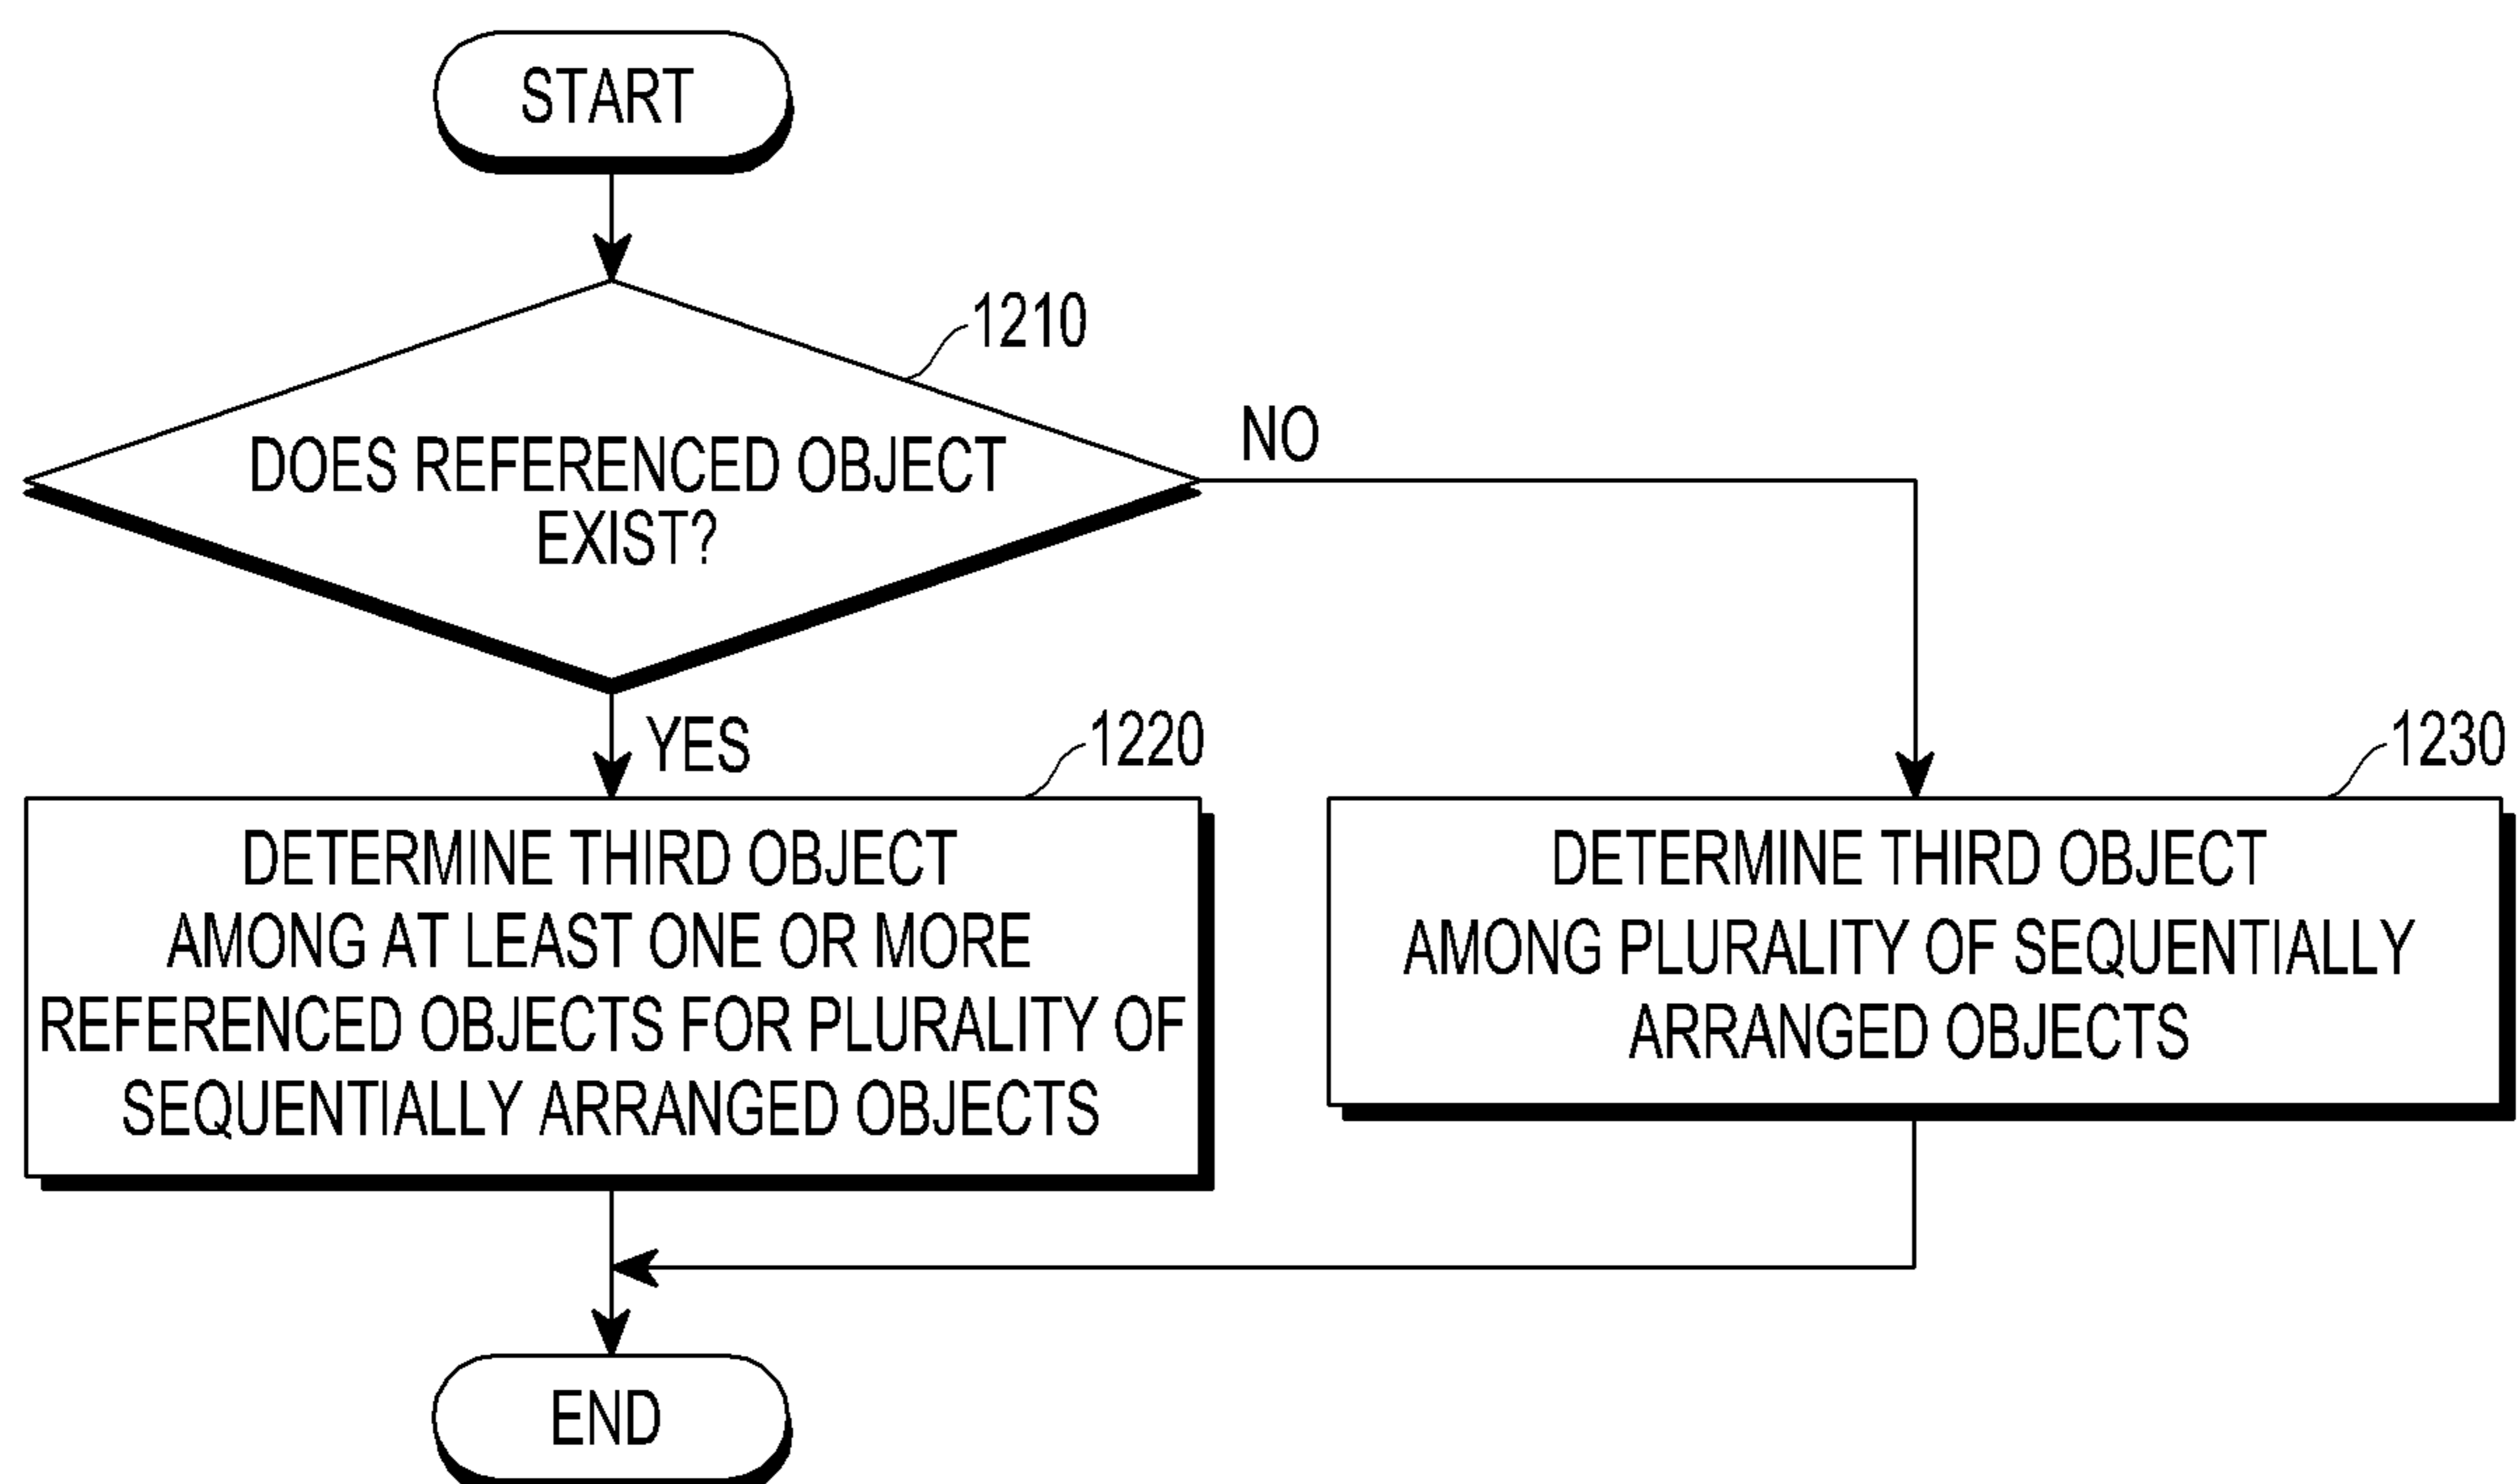 START
1210
DOES REFERENCED OBJECT
EXIST?
NO
YES
1220
DETERMINE THIRD OBJECT
AMONG AT LEAST ONE OR MORE
REFERENCED OBJECTS FOR PLURALITY OF
SEQUENTIALLY ARRANGED OBJECTS
1230
DETERMINE THIRD OBJECT
AMONG PLURALITY OF SEQUENTIALLY
ARRANGED OBJECTS
END